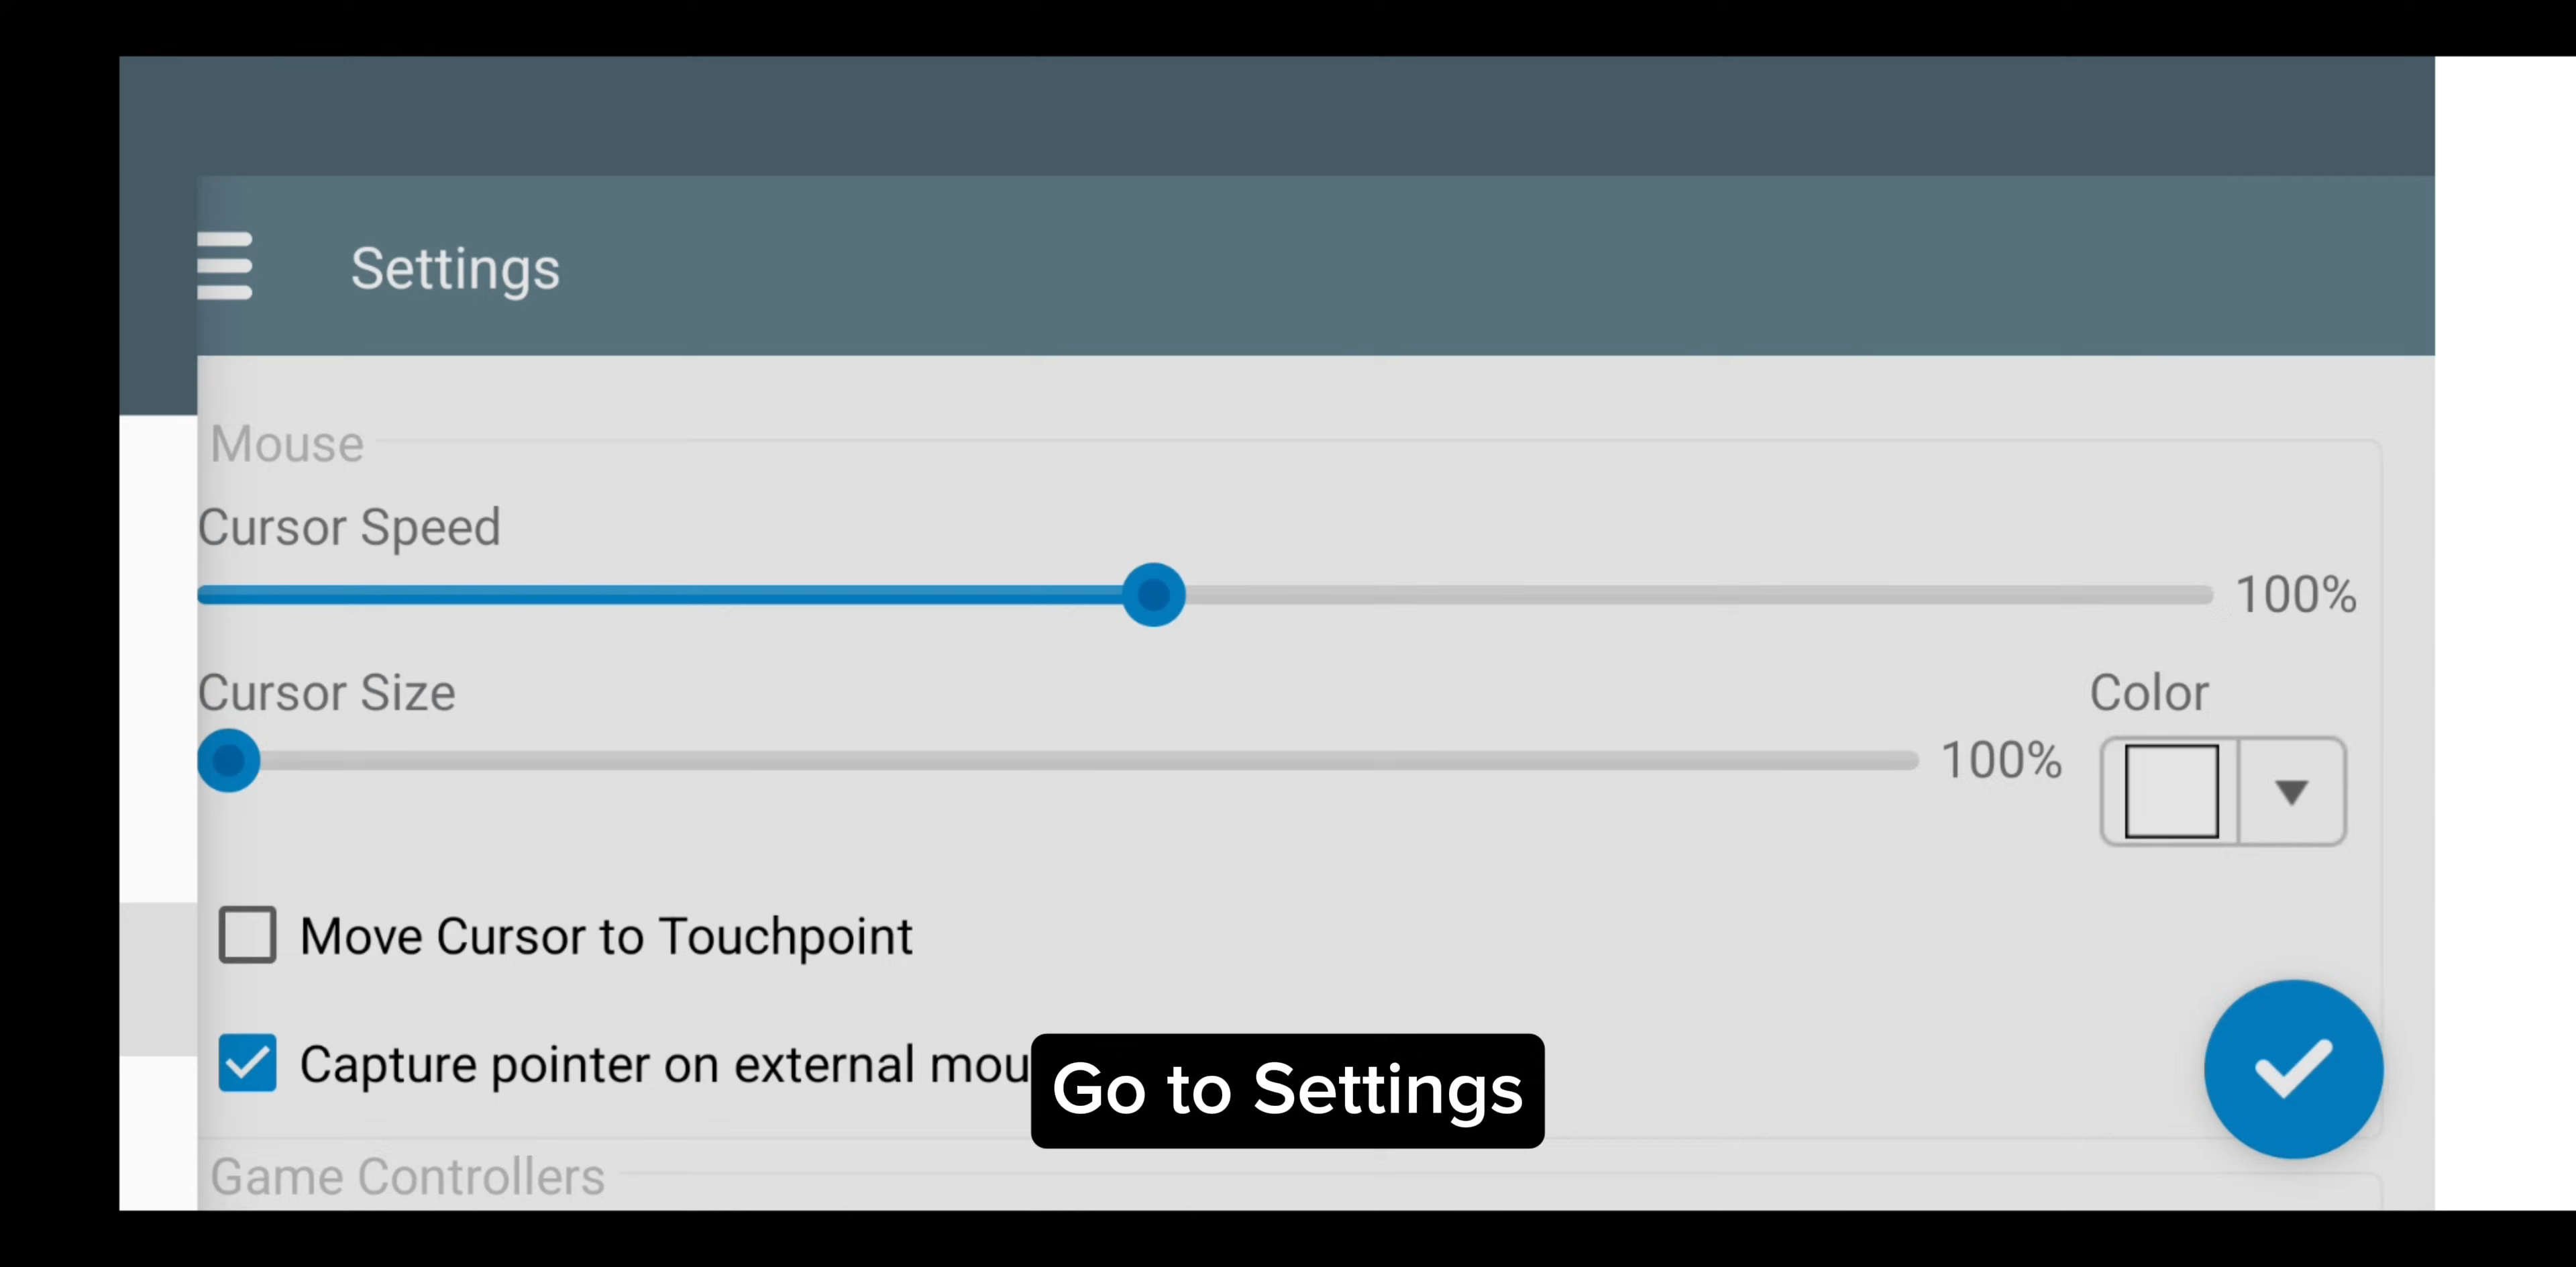 Settings
Mouse
Cursor Speed
100%
Cursor Size
Color
100%
Move Cursor to Touchpoint
Capture pointer on external mou
Go to Settings
Game Controllers